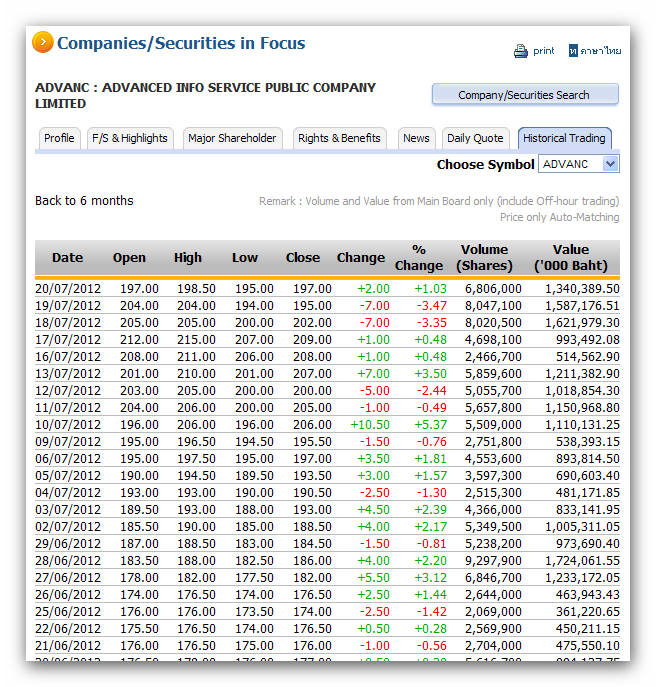 Companies/Securities in Focus
print ภาษาไทย
ADVANC : ADVANCED INFO SERVICE PUBLIC COMPANY
LIMITED
Company/Securities Search
Profile F/S & Highlights Major Shareholder Rights & Benefits News Daily Quote Historical Trading
Choose Symbol ADVANC
Back to 6 months
Remark : Volume and Value from Main Board only (include Off-hour trading)
Price only Auto-Matching
Date Open High Low Close Change % Change Volume (Shares) Value ('000 Baht)
20/07/2012 197.00 198.50 195.00 197.00 +2.00 +1.03 6,806,000 1,340,389.50
19/07/2012 204.00 204.00 194.00 195.00 -7.00 -3.47 8,047,100 1,587,176.51
18/07/2012 205.00 205.00 200.00 202.00 -7.00 -3.35 8,020,500 1,621,979.30
17/07/2012 212.00 215.00 207.00 209.00 +1.00 +0.48 4,698,100 993,492.08
16/07/2012 208.00 211.00 206.00 208.00 +1.00 +0.48 2,466,700 514,562.90
13/07/2012 201.00 210.00 201.00 207.00 +7.00 +3.50 5,859,600 1,211,382.90
12/07/2012 203.00 205.00 200.00 200.00 -5.00 -2.44 5,055,700 1,018,854.30
11/07/2012 204.00 206.00 200.00 205.00 -1.00 -0.49 5,657,800 1,150,968.80
10/07/2012 196.00 206.00 196.00 206.00 +10.50 +5.37 5,509,000 1,110,131.25
09/07/2012 195.00 196.50 194.50 195.50 -1.50 -0.76 2,751,800 538,393.15
06/07/2012 195.00 197.50 195.00 197.00 +3.50 +1.81 4,553,600 893,814.50
05/07/2012 190.00 194.50 189.50 193.50 +3.00 +1.57 3,597,300 690,603.40
04/07/2012 193.00 193.00 190.00 190.50 -2.50 -1.30 2,515,300 481,171.85
03/07/2012 189.50 193.00 188.00 193.00 +4.50 +2.39 4,366,000 833,141.95
02/07/2012 185.50 190.00 185.00 188.50 +4.00 +2.17 5,349,500 1,005,311.05
29/06/2012 187.00 188.50 183.00 184.50 -1.50 -0.81 5,238,200 973,690.40
28/06/2012 183.50 188.00 182.50 186.00 +4.00 +2.20 9,297,900 1,724,061.55
27/06/2012 178.00 182.00 177.50 182.00 +5.50 +3.12 6,846,700 1,233,172.05
26/06/2012 174.00 176.50 174.00 176.50 +2.50 +1.44 2,644,000 463,943.43
25/06/2012 176.00 176.00 173.50 174.00 -2.50 -1.42 2,069,000 361,220.65
22/06/2012 175.50 176.50 174.00 176.50 +0.50 +0.28 2,569,900 450,211.15
21/06/2012 176.00 176.50 175.00 176.00 -1.00 -0.56 2,704,000 475,550.10